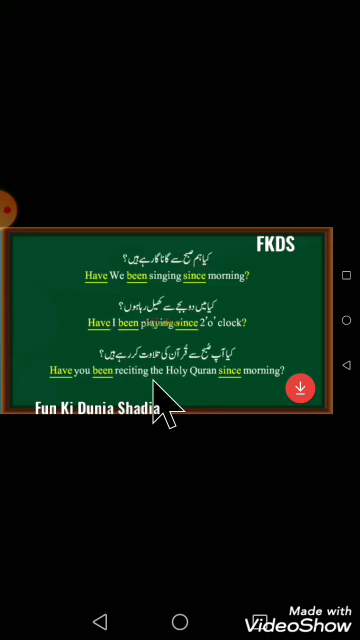 FKDS
کیا ہم صبح سے گانا گا رہے ہیں؟
Have We been singing since morning?
کیا میں دو بجے سے کھیل رہا ہوں؟
Have I been playing since 2'o' clock?
کیا آپ صبح سے قرآن کی تلاوت کر رہے ہیں؟
Have you been reciting the Holy Quran since morning?
Fun Ki Dunia Shadia
Made with
VideoShow